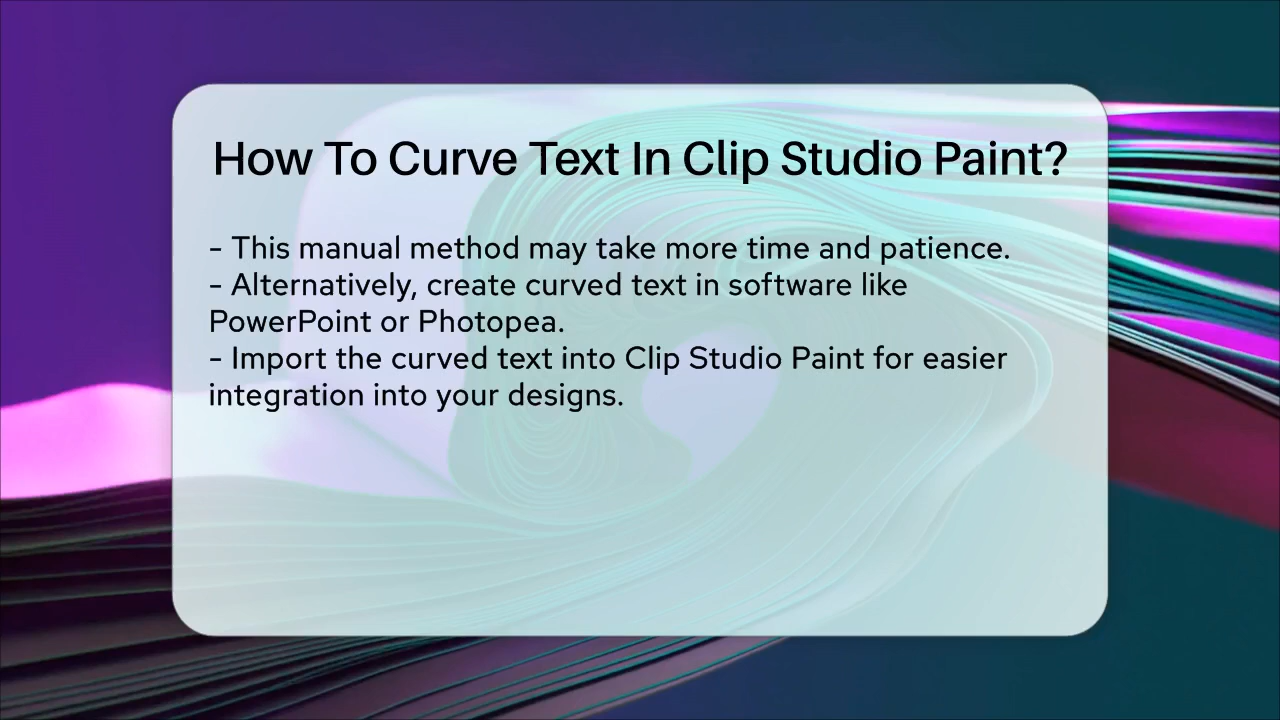 How To Curve Text In Clip Studio Paint?
- This manual method may take more time and patience.
- Alternatively, create curved text in software like
PowerPoint or Photopea.
- Import the curved text into Clip Studio Paint for easier
integration into your designs.